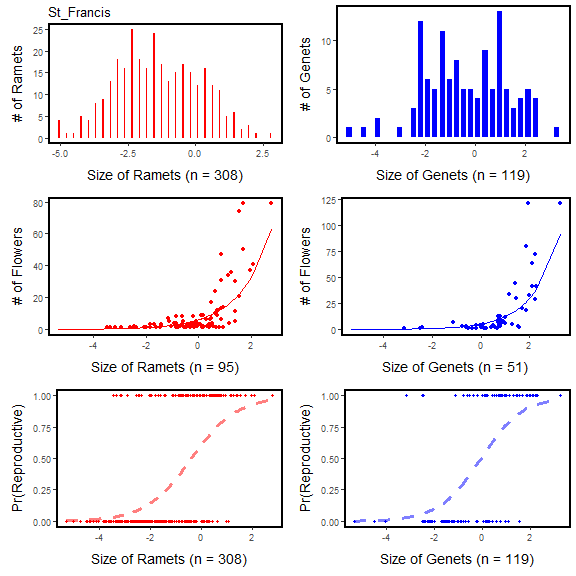 St_Francis
# of Ramets
25
20
15
10
5
0
-5.0 -2.5 0.0 2.5
Size of Ramets (n = 308)
# of Genets
10
5
0
-4 -2 0 2
Size of Genets (n = 119)
# of Flowers
80
60
40
20
0
-4 -2 0 2
Size of Ramets (n = 95)
# of Flowers
125
100
75
50
25
0
-4 -2 0 2
Size of Genets (n = 51)
Pr(Reproductive)
1.00
0.75
0.50
0.25
0.00
-4 -2 0 2
Size of Ramets (n = 308)
Pr(Reproductive)
1.00
0.75
0.50
0.25
0.00
-4 -2 0 2
Size of Genets (n = 119)